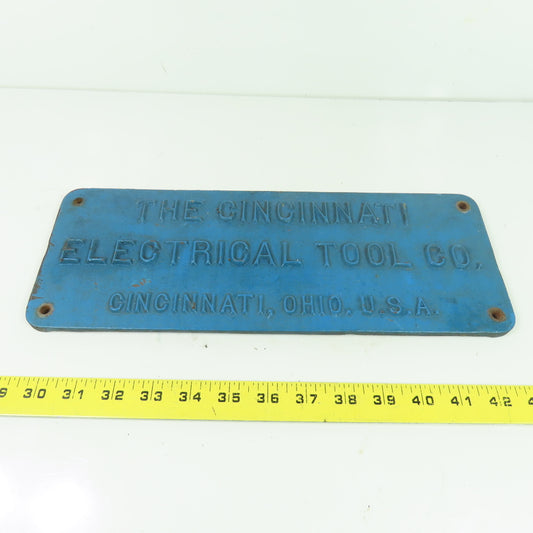 THE CINCINNATI
ELECTRICAL TOOL CO.
CINCINNATI, OHIO, U.S.A.
30 31 32 33 34 35 36 37 38 39 40 41 42